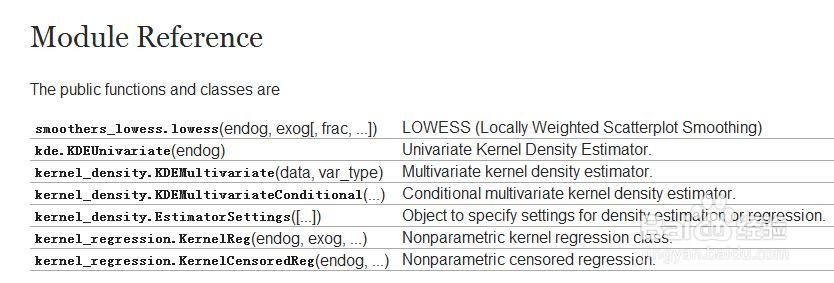 Module Reference
The public functions and classes are
smoothers_lowess.lowess(endog, exog[, frac, ...]) LOWESS (Locally Weighted Scatterplot Smoothing)
kde.KDEUnivariate(endog) Univariate Kernel Density Estimator.
kernel_density.KDEMultivariate(data, var_type) Multivariate kernel density estimator.
kernel_density.KDEMultivariateConditional(...) Conditional multivariate kernel density estimator.
kernel_density.EstimatorSettings([...]) Object to specify settings for density estimation or regression.
kernel_regression.KernelReg(endog, exog, ...) Nonparametric kernel regression class.
kernel_regression.KernelCensoredReg(endog, ...) Nonparametric censored regression.
Baidu 经验
jingyan.baidu.com